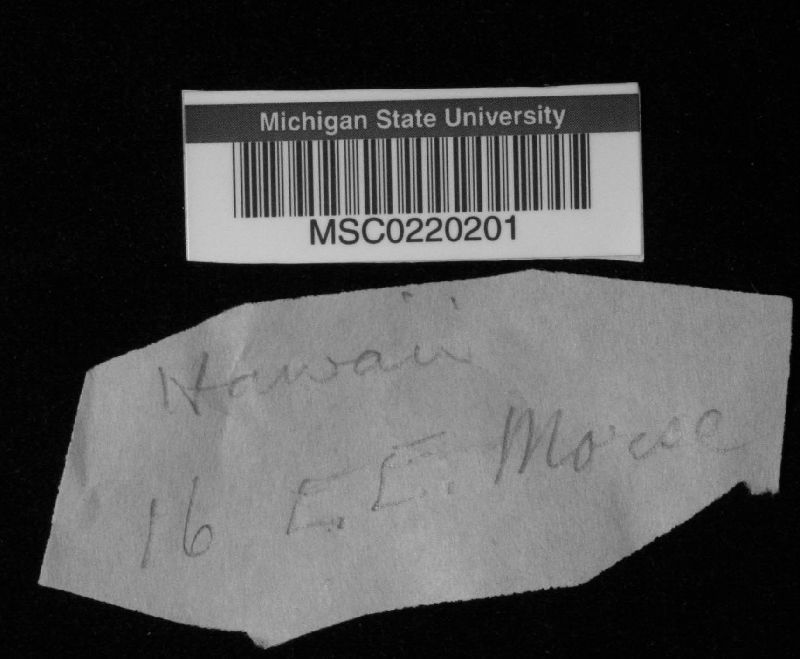 Michigan State University
MSC0220201
Hawaii
16 E. E. Morse